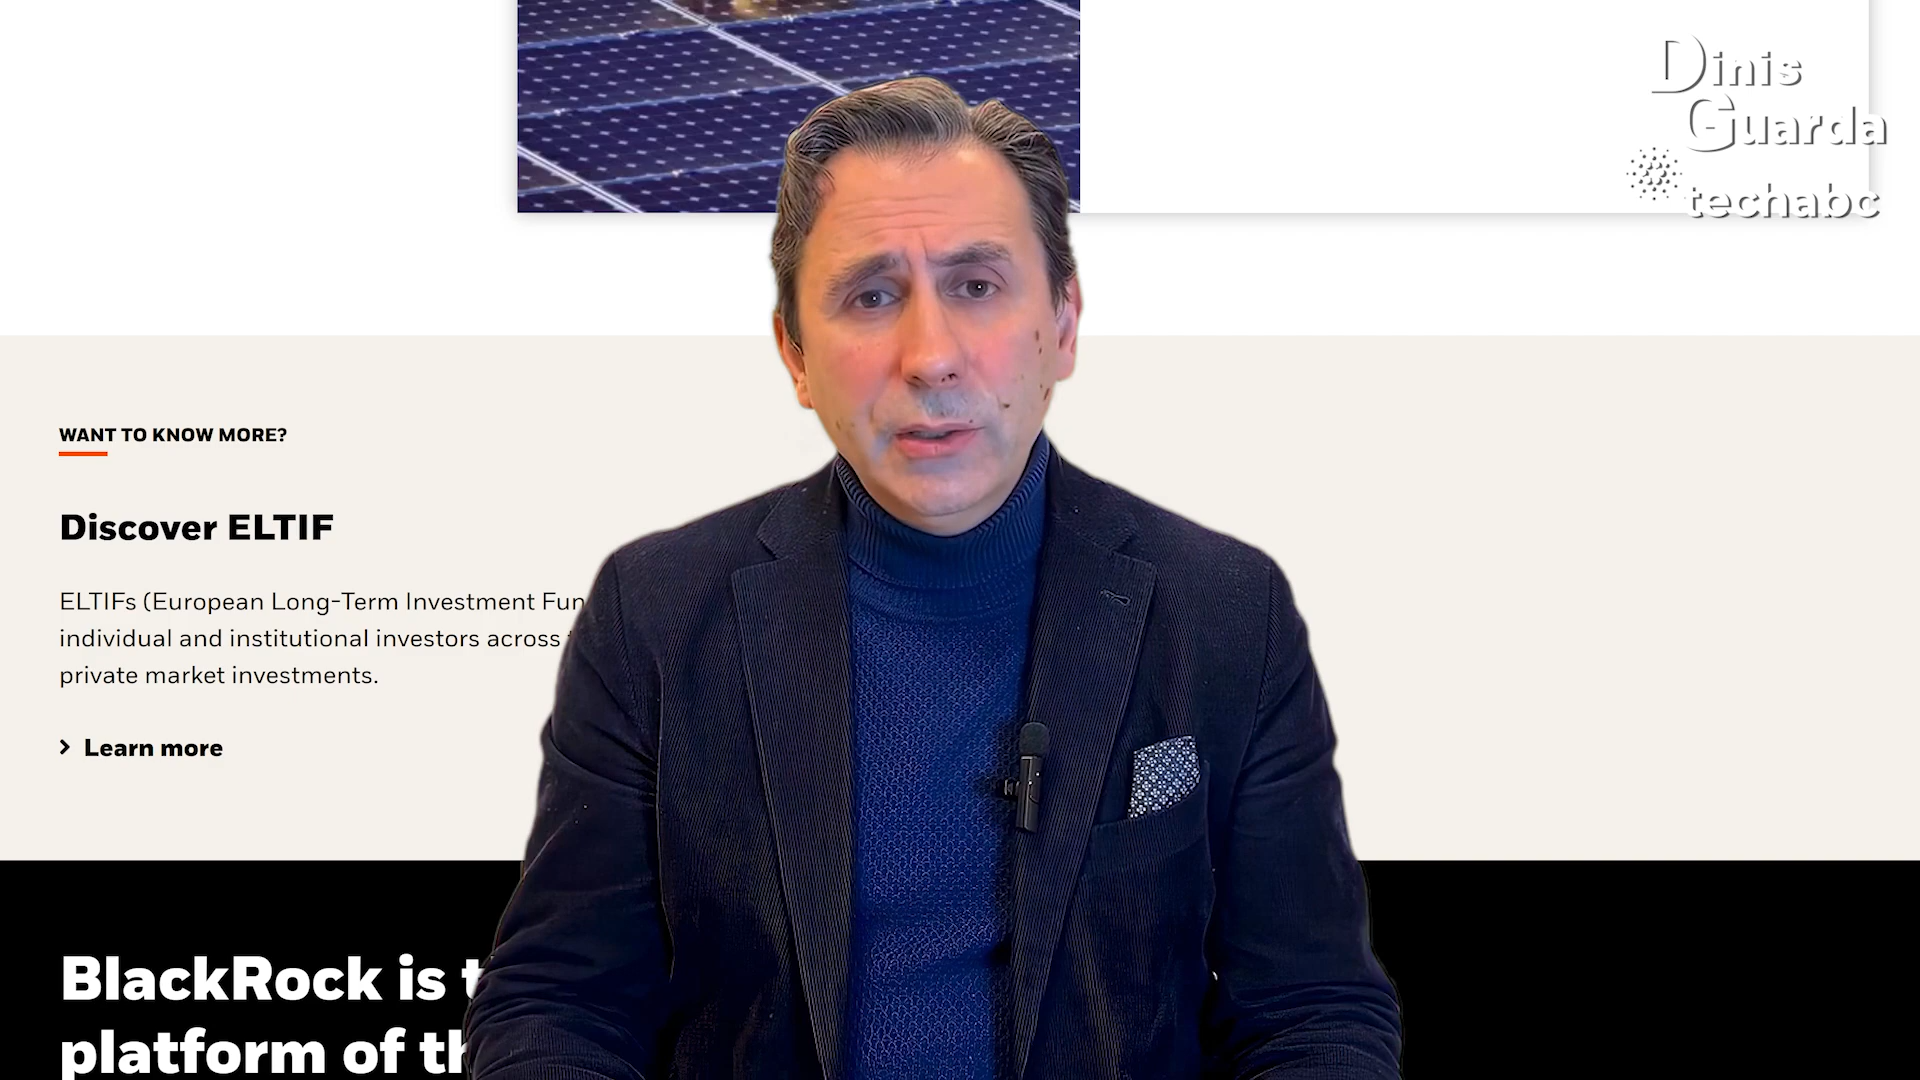 Dinis
Guarda
techabc
WANT TO KNOW MORE?
Discover ELTIF
ELTIFs (European Long-Term Investment
individual and institutional investors across
private market investments.
Learn more
BlackRock is
platform of